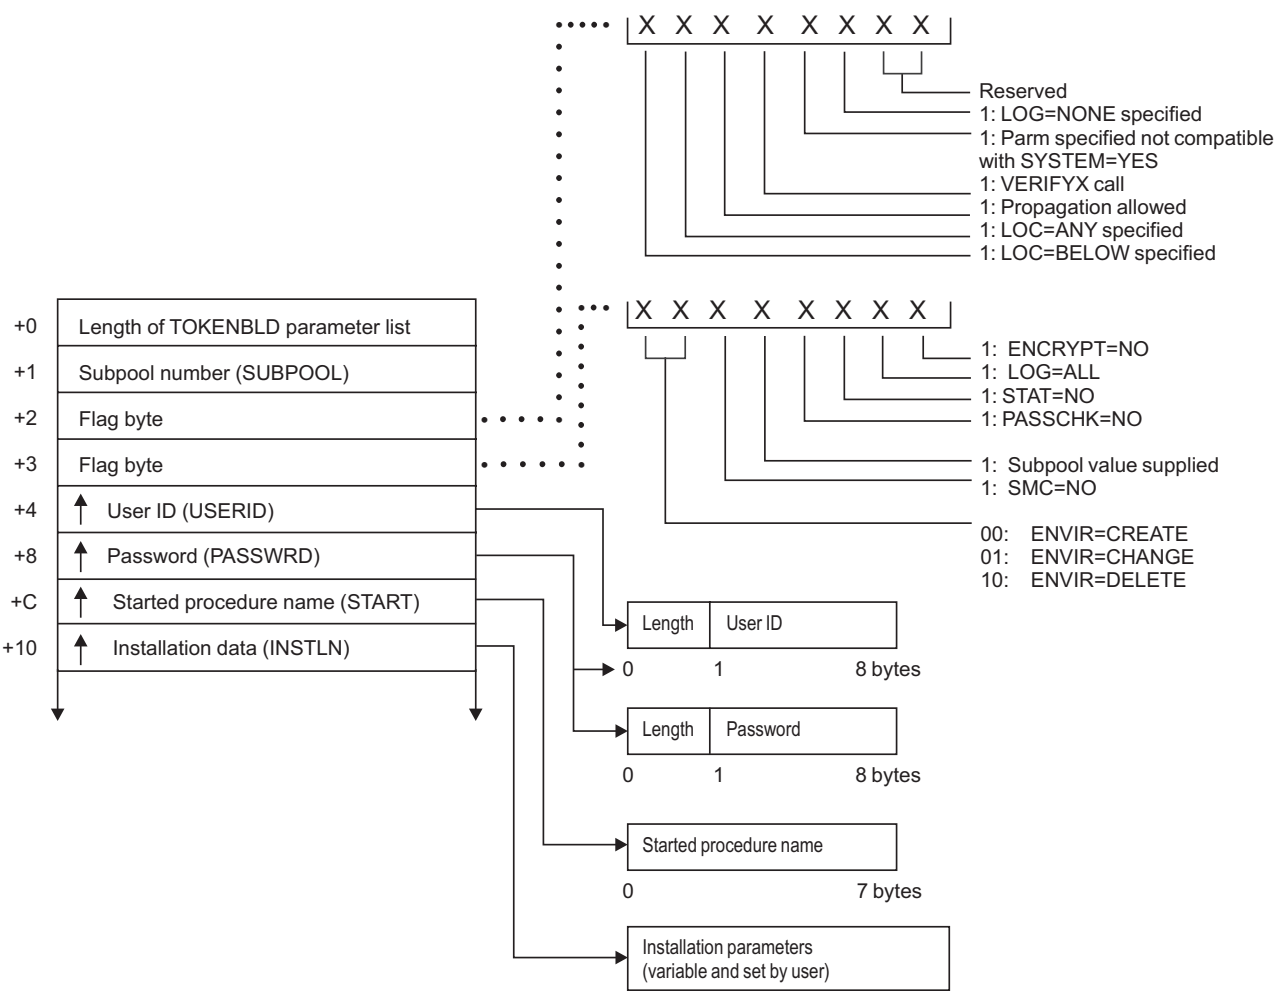 X X X X X X X X
Reserved
1: LOG=NONE specified
1: Parm specified not compatible
with SYSTEM=YES
1: VERIFYX call
1: Propagation allowed
1: LOC=ANY specified
1: LOC=BELOW specified
X X X X X X X X
1: ENCRYPT=NO
1: LOG=ALL
1: STAT=NO
1: PASSCHK=NO
1: Subpool value supplied
1: SMC=NO
00: ENVIR=CREATE
01: ENVIR=CHANGE
10: ENVIR=DELETE
+0 Length of TOKENBLD parameter list
+1 Subpool number (SUBPOOL)
+2 Flag byte
+3 Flag byte
+4 User ID (USERID)
+8 Password (PASSWRD)
+C Started procedure name (START)
+10 Installation data (INSTLN)
Length User ID
0 1 8 bytes
Length Password
0 1 8 bytes
Started procedure name
0 7 bytes
Installation parameters
(variable and set by user)